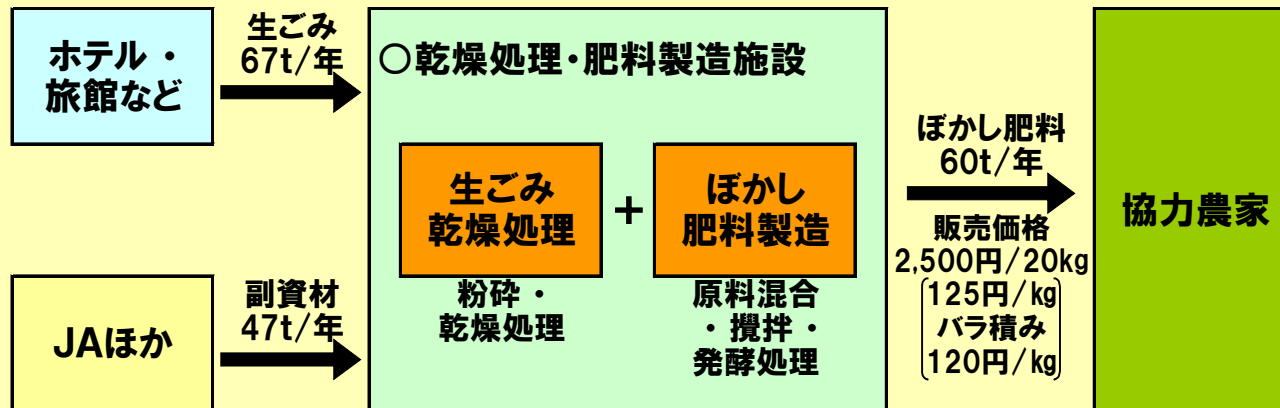 ホテル・
旅館など
生ごみ
67t/年
JAほか
副資材
47t/年
○乾燥処理・肥料製造施設
生ごみ
乾燥処理
粉砕・
乾燥処理
+
ぼかし
肥料製造
原料混合
・攪拌・
発酵処理
ぼかし肥料
60t/年
販売価格
2,500円/20kg
125円/kg
バラ積み
120円/kg
協力農家